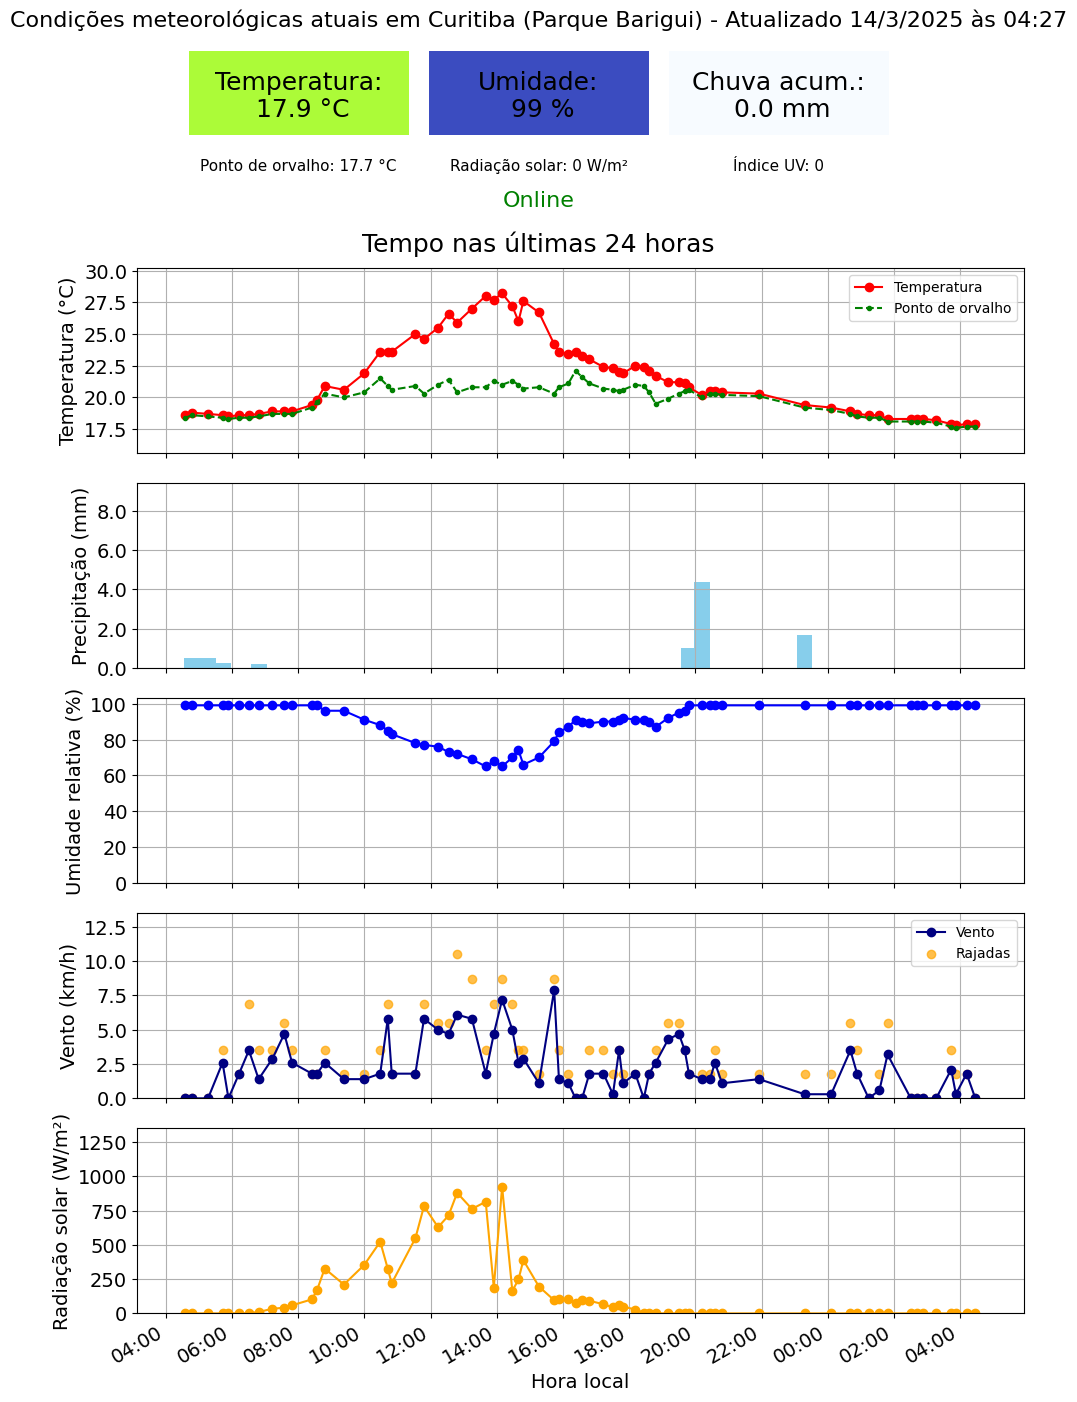 Condições meteorológicas atuais em Curitiba (Parque Barigui) - Atualizado 14/3/2025 às 04:27
Temperatura:
17.9 °C
Umidade:
99 %
Chuva acum.:
0.0 mm
Ponto de orvalho: 17.7 °C
Radiação solar: 0 W/m²
Índice UV: 0
Online
Tempo nas últimas 24 horas
Temperatura (°C)
30.0
27.5
25.0
22.5
20.0
17.5
Temperatura
Ponto de orvalho
Precipitação (mm)
8.0
6.0
4.0
2.0
0.0
Umidade relativa (%)
100
80
60
40
20
0
Vento (km/h)
12.5
10.0
7.5
5.0
2.5
0.0
Vento
Rajadas
Radiação solar (W/m²)
1250
1000
750
500
250
0
04:00
06:00
08:00
10:00
12:00
14:00
16:00
18:00
20:00
22:00
00:00
02:00
04:00
Hora local